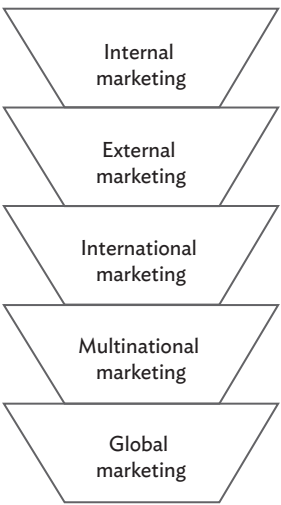 Internal
marketing
External
marketing
International
marketing
Multinational
marketing
Global
marketing